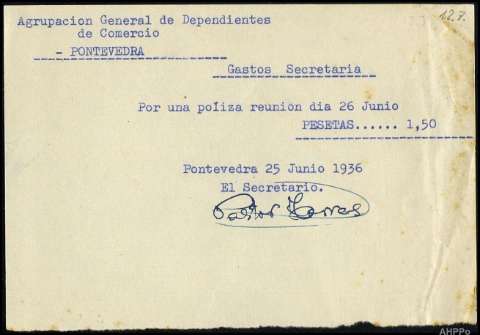 127.
Agrupacion General de Dependientes
de Comercio
- PONTEVEDRA
Gastos Secretaria
Por una poliza reunion dia 26 Junio
PESETAS...... 1,50
Pontevedra 25 Junio 1936
El Secretario.
Pastor
AHPPo